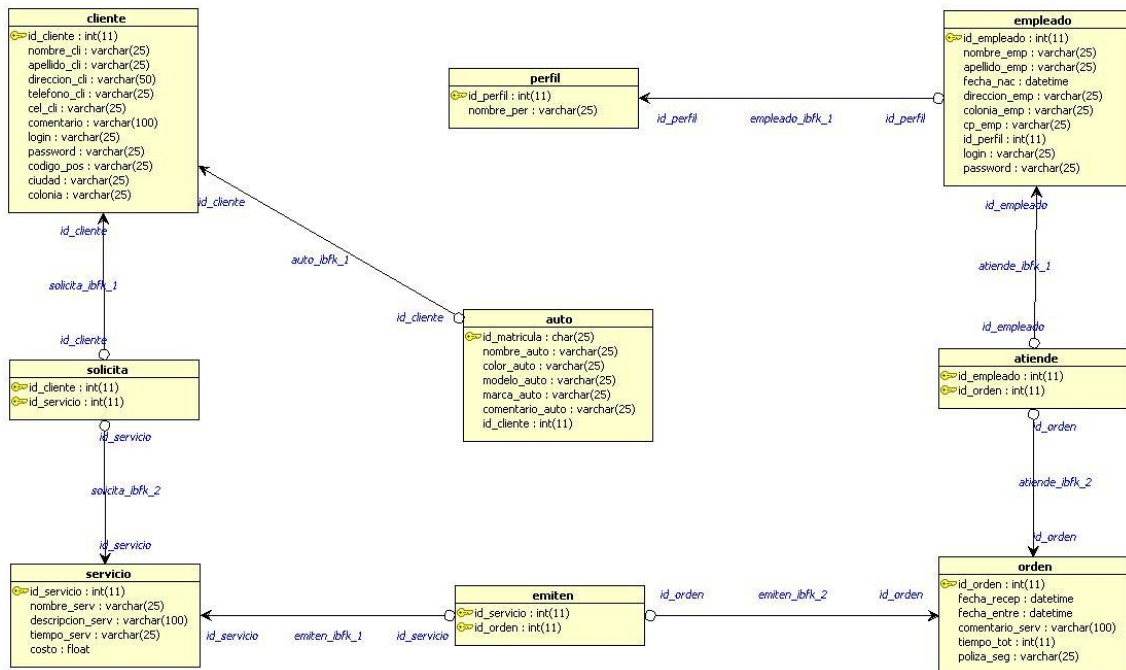 cliente
id_cliente : int(11)
nombre_cli : varchar(25)
apellido_cli : varchar(25)
direccion_cli : varchar(50)
telefono_cli : varchar(25)
cel_cli : varchar(25)
comentario : varchar(100)
login : varchar(25)
password : varchar(25)
codigo_pos : varchar(25)
ciudad : varchar(25)
colonia : varchar(25)
perfil
id_perfil : int(11)
nombre_per : varchar(25)
id_perfil
empleado_ibfk_1
id_perfil
empleado
id_empleado : int(11)
nombre_emp : varchar(25)
apellido_emp : varchar(25)
fecha_nac : datetime
direccion_emp : varchar(25)
colonia_emp : varchar(25)
cp_emp : varchar(25)
id_perfil : int(11)
login : varchar(25)
password : varchar(25)
id_cliente
auto_ibfk_1
id_cliente
id_cliente
solicita_ibfk_1
id_cliente
id_empleado
atiende_ibfk_1
id_empleado
auto
id_matricula : char(25)
nombre_auto : varchar(25)
color_auto : varchar(25)
modelo_auto : varchar(25)
marca_auto : varchar(25)
comentario_auto : varchar(25)
id_cliente : int(11)
solicita
id_cliente : int(11)
id_servicio : int(11)
atiende
id_empleado : int(11)
id_orden : int(11)
id_servicio
solicita_ibfk_2
id_servicio
id_orden
atiende_ibfk_2
id_orden
servicio
id_servicio : int(11)
nombre_serv : varchar(25)
descripcion_serv : varchar(100)
tiempo_serv : varchar(25)
costo : float
id_servicio
emiten_ibfk_1
id_servicio
emiten
id_servicio : int(11)
id_orden : int(11)
id_orden
emiten_ibfk_2
id_orden
orden
id_orden : int(11)
fecha_recep : datetime
fecha_entre : datetime
comentario_serv : varchar(100)
tiempo_tot : int(11)
poliza_seg : varchar(25)